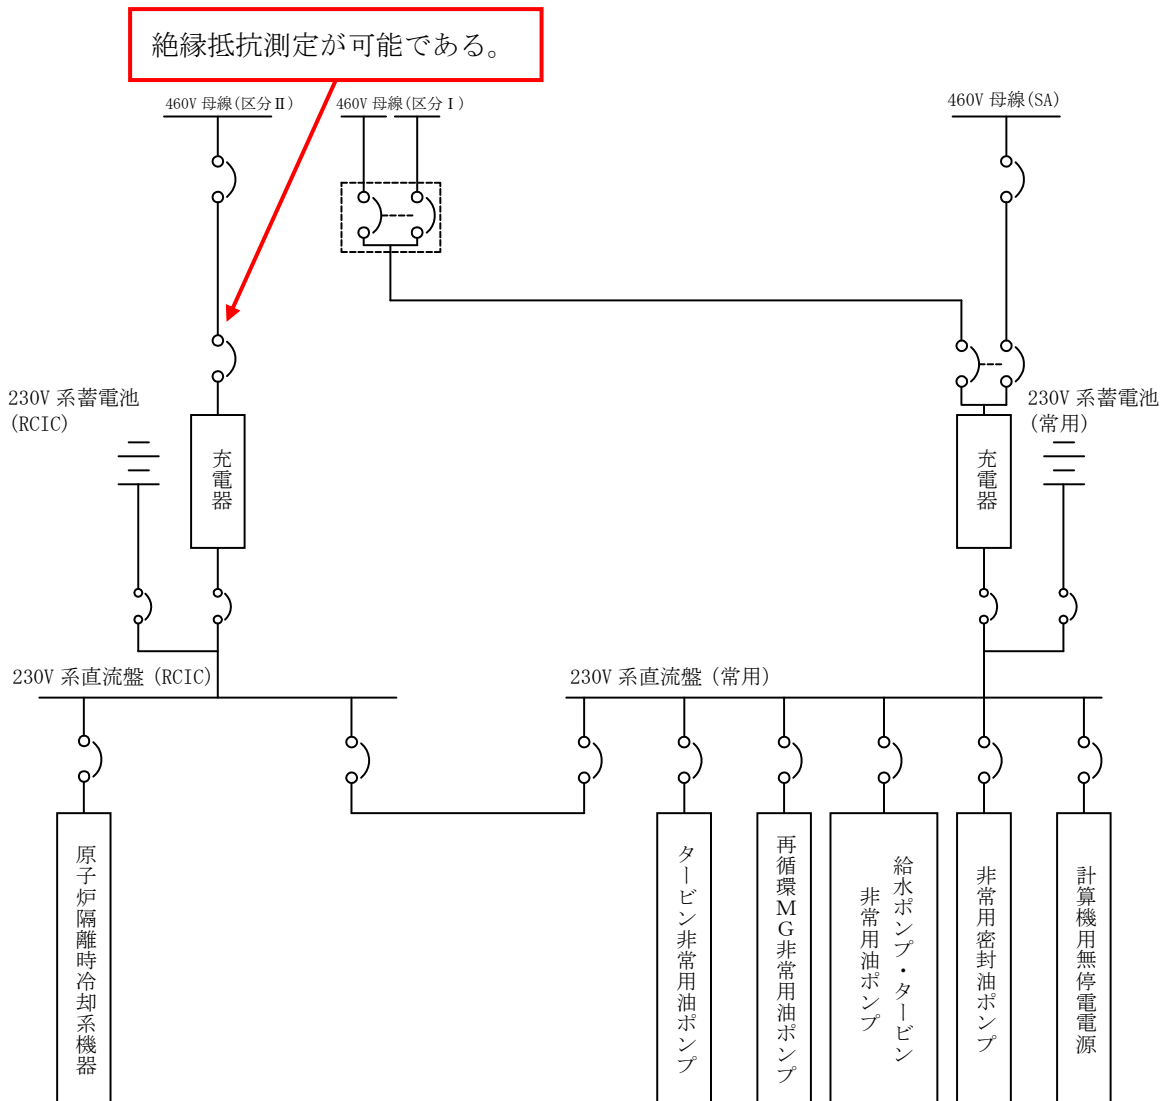 絶縁抵抗測定が可能である。
460V 母線(区分Ⅱ)
460V 母線(区分Ⅰ)
460V 母線(SA)
230V 系蓄電池
(RCIC)
充電器
充電器
230V 系蓄電池
(常用)
230V 系直流盤 (RCIC)
230V 系直流盤 (常用)
原子炉隔離時冷却系機器
タービン非常用油ポンプ
再循環MG非常用油ポンプ
給水ポンプ・タービン
非常用油ポンプ
非常用密封油ポンプ
計算機用無停電電源